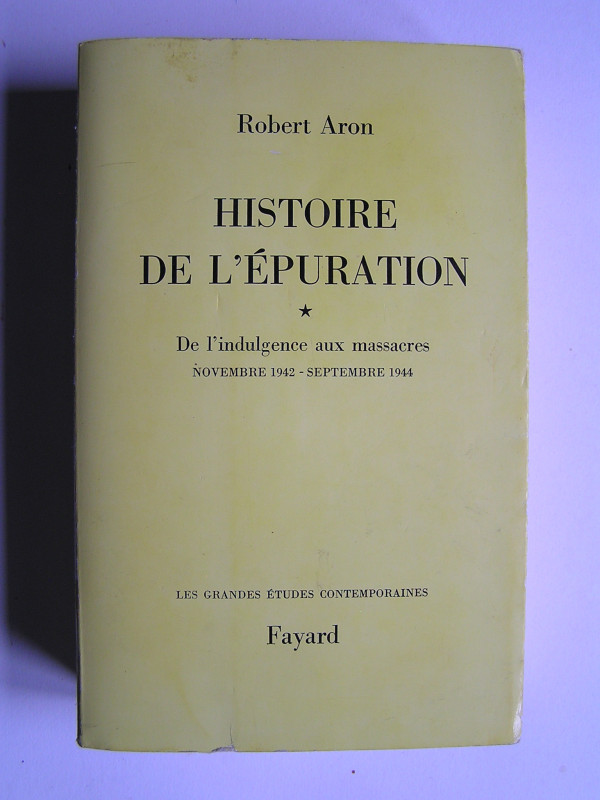 Robert Aron
HISTOIRE
DE L'ÉPURATION
★
De l'indulgence aux massacres
NOVEMBRE 1942 - SEPTEMBRE 1944
LES GRANDES ÉTUDES CONTEMPORAINES
Fayard